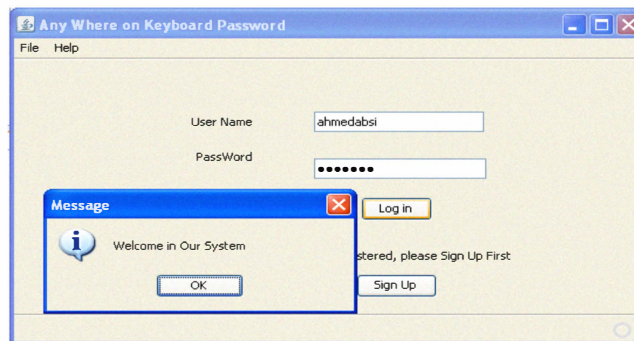 Any Where on Keyboard Password
File Help
User Name ahmedabsi
PassWord •••••••
Message
Log in
Welcome in Our System
stered, please Sign Up First
OK
Sign Up